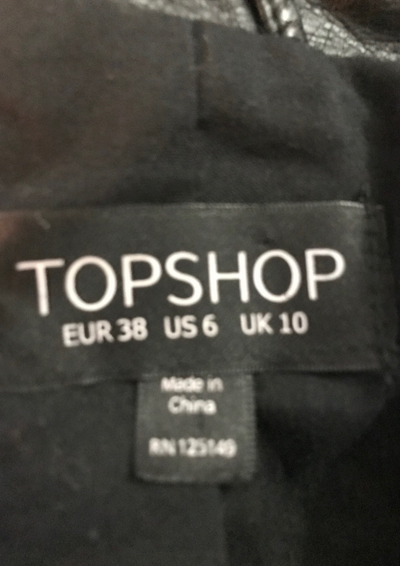 TOPSHOP
EUR 38 US 6 UK 10
Made in
China
RN 125149